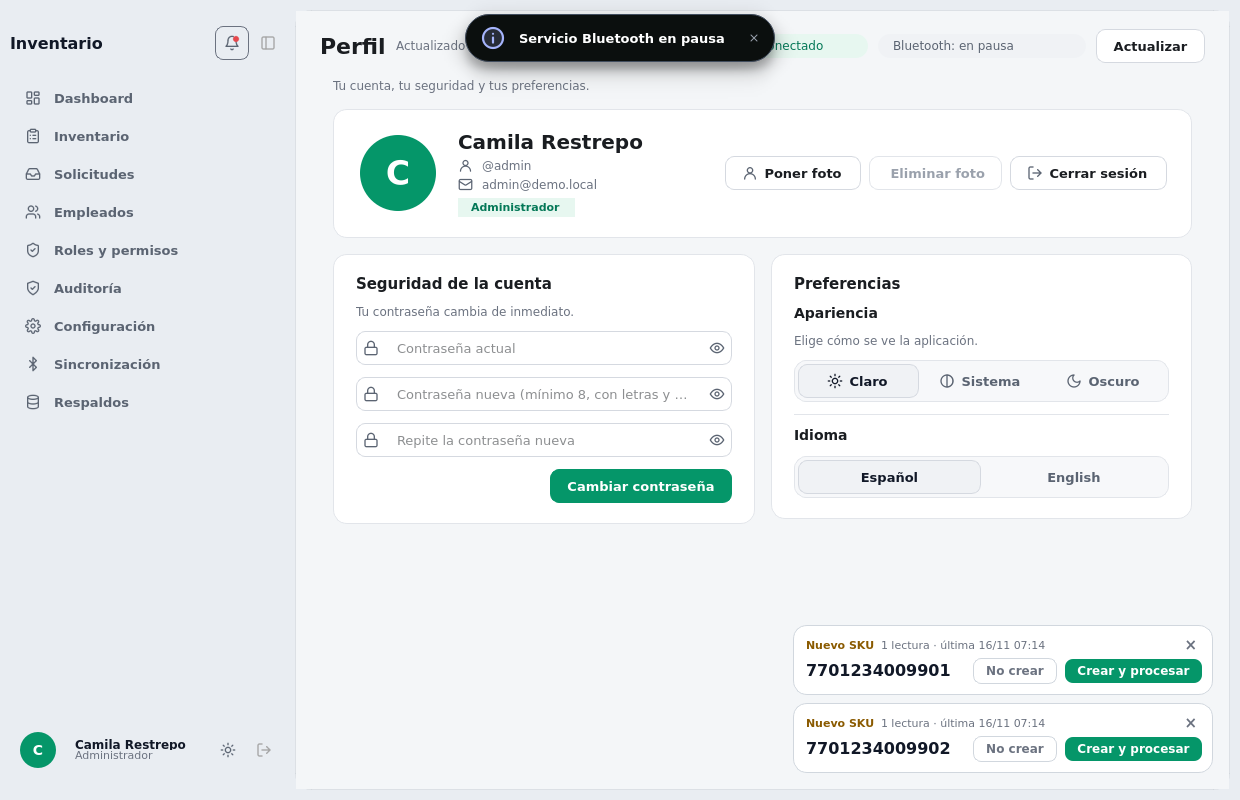 Inventario
Dashboard
Inventario
Solicitudes
Empleados
Roles y permisos
Auditoría
Configuración
Sincronización
Respaldos
C
Camila Restrepo
Administrador
Perfil
Actualizado
Servicio Bluetooth en pausa
Bluetooth: en pausa
Actualizar
Tu cuenta, tu seguridad y tus preferencias.
C
Camila Restrepo
@admin
admin@demo.local
Administrador
Poner foto
Eliminar foto
Cerrar sesión
Seguridad de la cuenta
Tu contraseña cambia de inmediato.
Contraseña actual
Contraseña nueva (mínimo 8, con letras y ...
Repite la contraseña nueva
Cambiar contraseña
Preferencias
Apariencia
Elige cómo se ve la aplicación.
Claro
Sistema
Oscuro
Idioma
Español
English
Nuevo SKU 1 lectura · última 16/11 07:14
7701234009901
No crear
Crear y procesar
Nuevo SKU 1 lectura · última 16/11 07:14
7701234009902
No crear
Crear y procesar